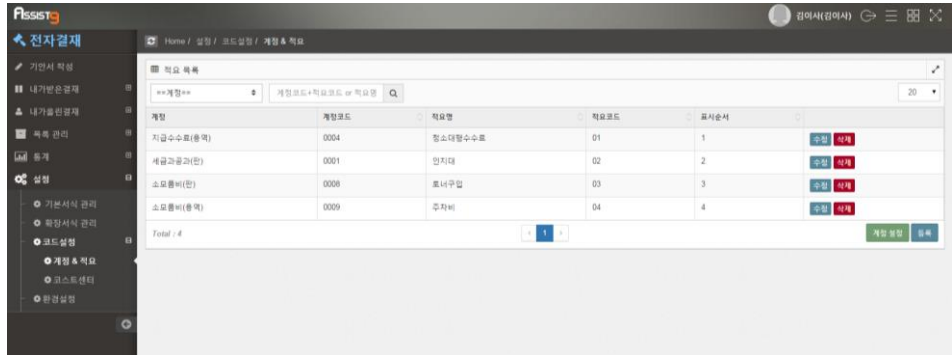 Assist9
김이사(김이사)
전자결재
Home / 설정 / 코드설정 / 계정 & 적요
기안서 작성
내가받은결재
내가올린결재
목록 관리
통계
설정
기본서식 관리
확장서식 관리
코드설정
계정 & 적요
코스트센터
환경설정
적요 목록
==계정==
계정코드+적요코드 or 적요명
20
계정 계정코드 적요명 적요코드 표시순서
지급수수료(용역) 0004 청소대행수수료 01 1 수정 삭제
세금과공과(판) 0001 인지대 02 2 수정 삭제
소모품비(판) 0008 토너구입 03 3 수정 삭제
소모품비(용역) 0009 주차비 04 4 수정 삭제
Total : 4 1 계정 설정 등록